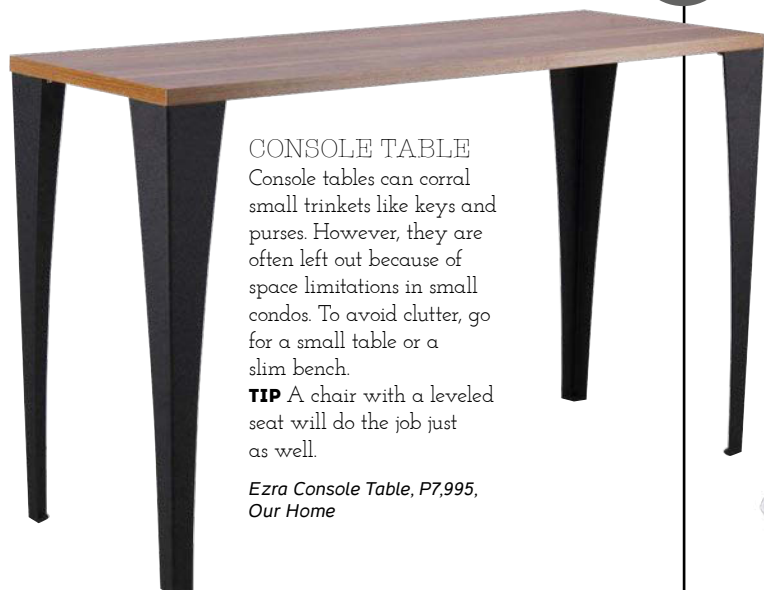 CONSOLE TABLE
Console tables can corral
small trinkets like keys and
purses. However, they are
often left out because of
space limitations in small
condos. To avoid clutter, go
for a small table or a
slim bench.
TIP A chair with a leveled
seat will do the job just
as well.
Ezra Console Table, P7,995,
Our Home